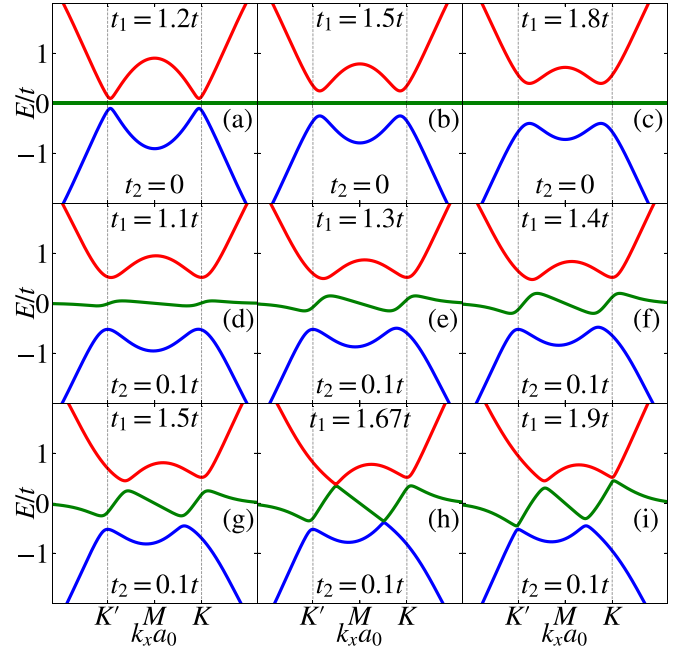 t₁ = 1.2t t₁ = 1.5t t₁ = 1.8t
1
E/t
0
(a) (b) (c)
−1
t₂ = 0 t₂ = 0 t₂ = 0
t₁ = 1.1t t₁ = 1.3t t₁ = 1.4t
1
E/t
0
(d) (e) (f)
−1
t₂ = 0.1t t₂ = 0.1t t₂ = 0.1t
t₁ = 1.5t t₁ = 1.67t t₁ = 1.9t
1
E/t
0
(g) (h) (i)
−1
t₂ = 0.1t t₂ = 0.1t t₂ = 0.1t
K′ M K K′ M K K′ M K
kₓa₀ kₓa₀ kₓa₀